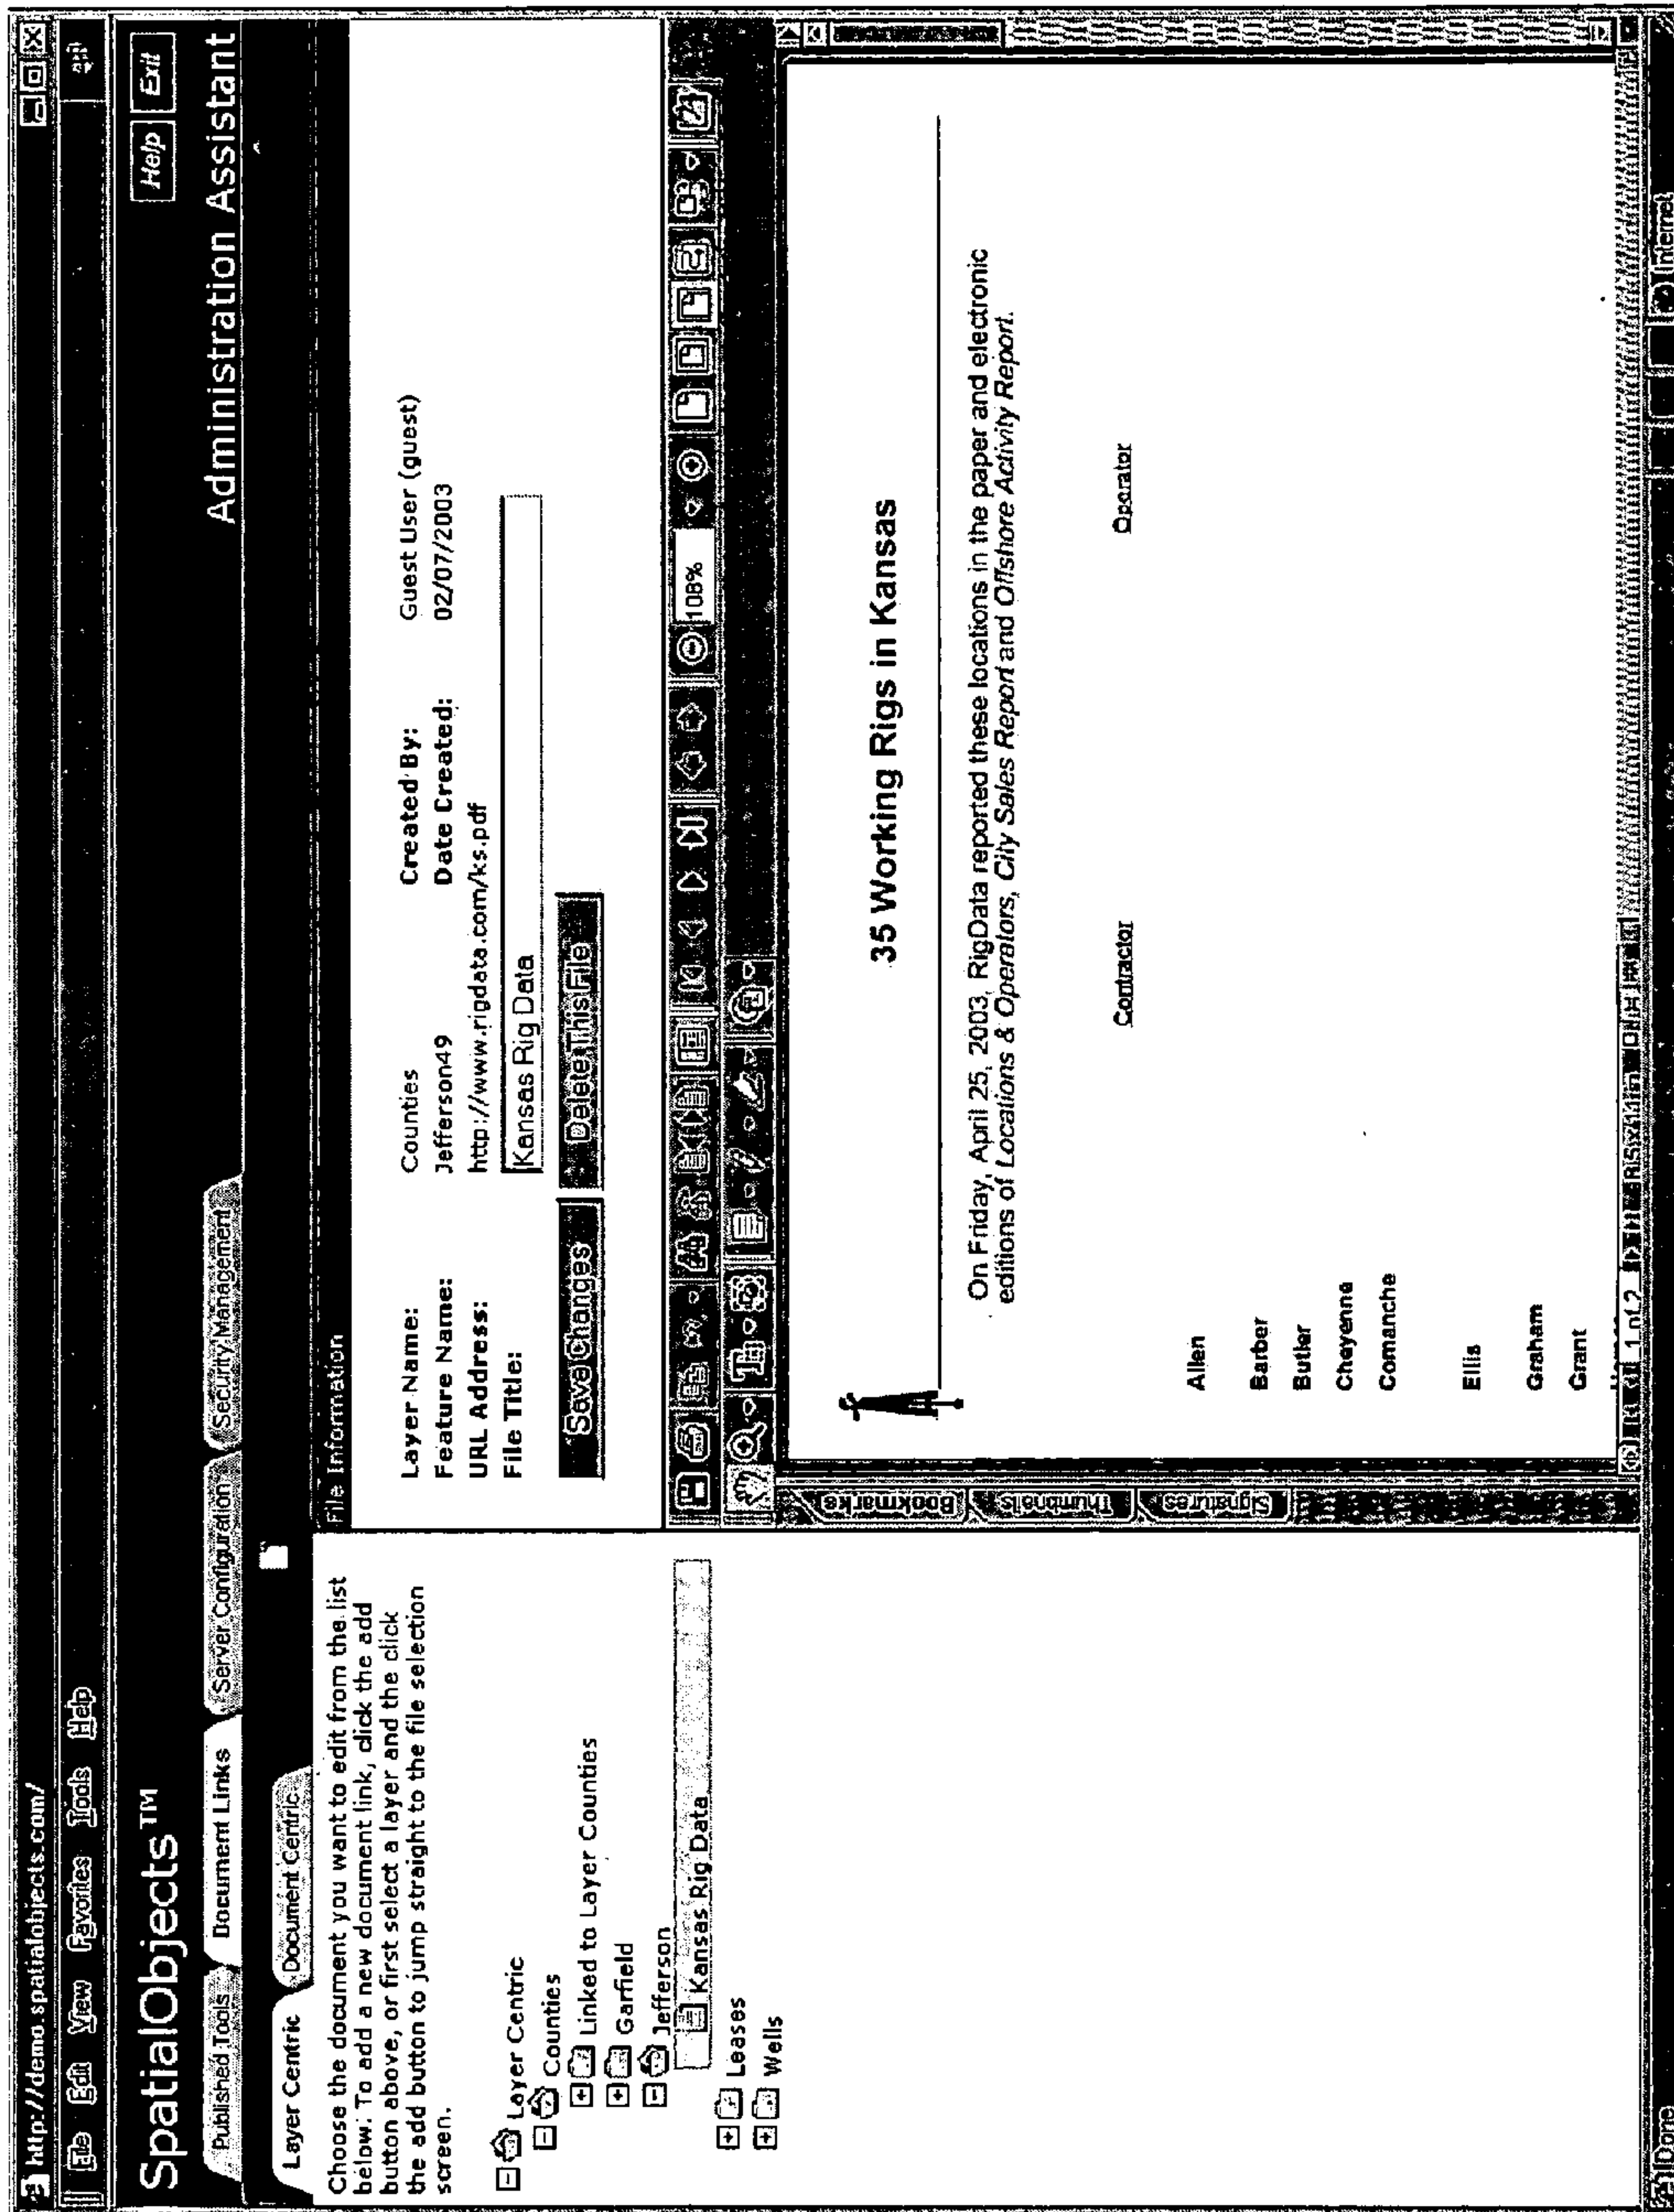 http://demo.spatialobjects.com/
File Edit View Favorites Tools Help
SpatialObjects™
Help Exit
Administration Assistant
Published Tools Document Links Server Configuration Security Management
Layer Centric Document Centric
Choose the document you want to edit from the list
below. To add a new document link, click the add
button above, or first select a layer and the click
the add button to jump straight to the file selection
screen.
Layer Centric
Counties
Linked to Layer Counties
Garfield
Jefferson
Kansas Rig Data
Leases
Wells
File Information
Layer Name: Counties Created By: Guest User (guest)
Feature Name: Jefferson49 Date Created: 02/07/2003
URL Address: http://www.rigdata.com/ks.pdf
File Title: Kansas Rig Data
Save Changes Delete This File
108%
Bookmarks
Thumbnails
Signatures
35 Working Rigs in Kansas
On Friday, April 25, 2003, RigData reported these locations in the paper and electronic
editions of Locations & Operators, City Sales Report and Offshore Activity Report.
Contractor Operator
Allen
Barber
Butler
Cheyenne
Comanche
Ellis
Graham
Grant
1 of 2 8.5 x 11 in
Done Internet